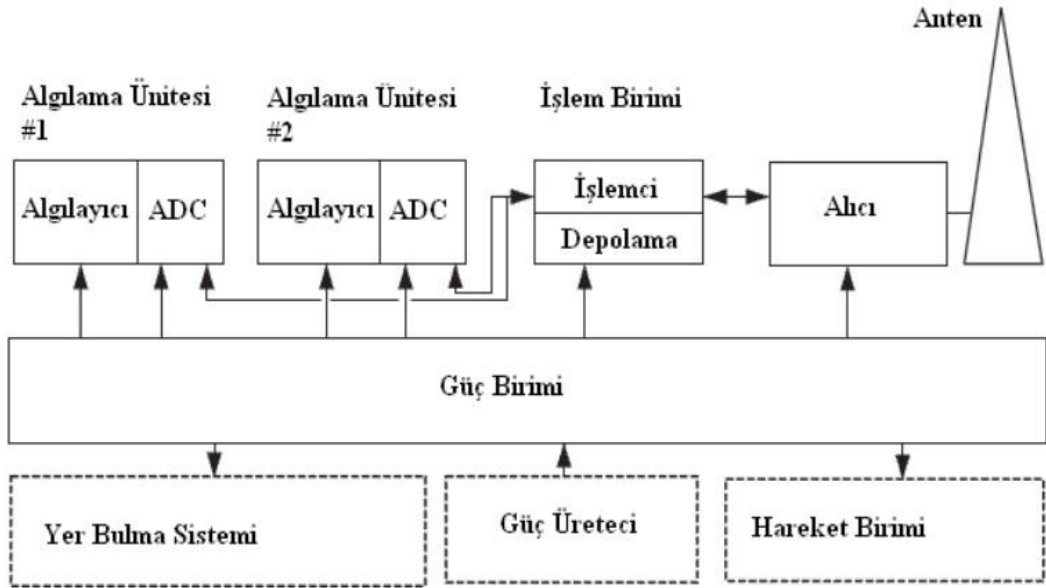 Anten
Algılama Ünitesi
#1
Algılama Ünitesi
#2
İşlem Birimi
Algılayıcı
ADC
Algılayıcı
ADC
İşlemci
Depolama
Alıcı
Güç Birimi
Yer Bulma Sistemi
Güç Üreteci
Hareket Birimi